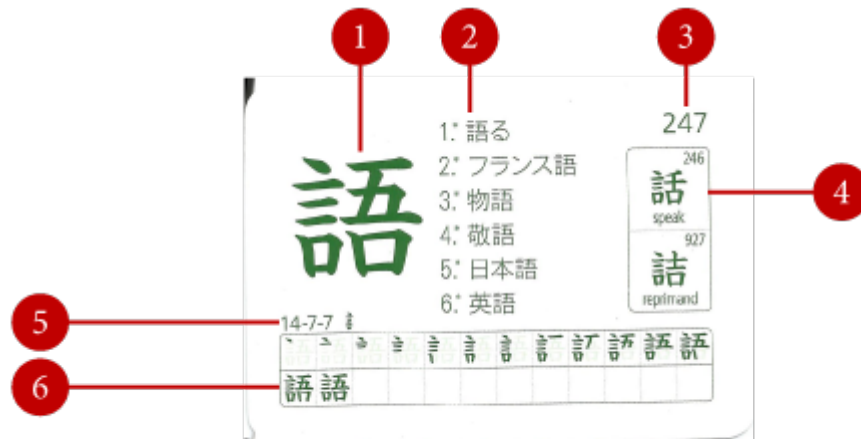 1
2
3
247
語
1: 語る
2: フランス語
3: 物語
4: 敬語
5: 日本語
6: 英語
246
話
speak
927
詰
reprimand
4
5
14-7-7
6
語 語